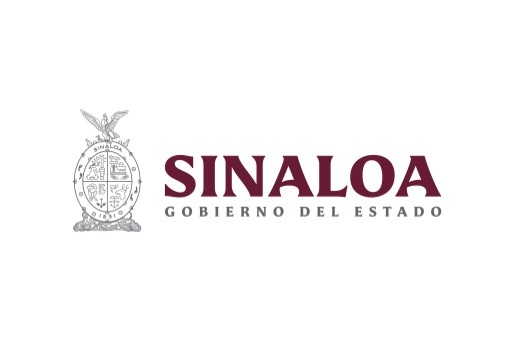 SINALOA
1831
SINALOA
GOBIERNO DEL ESTADO